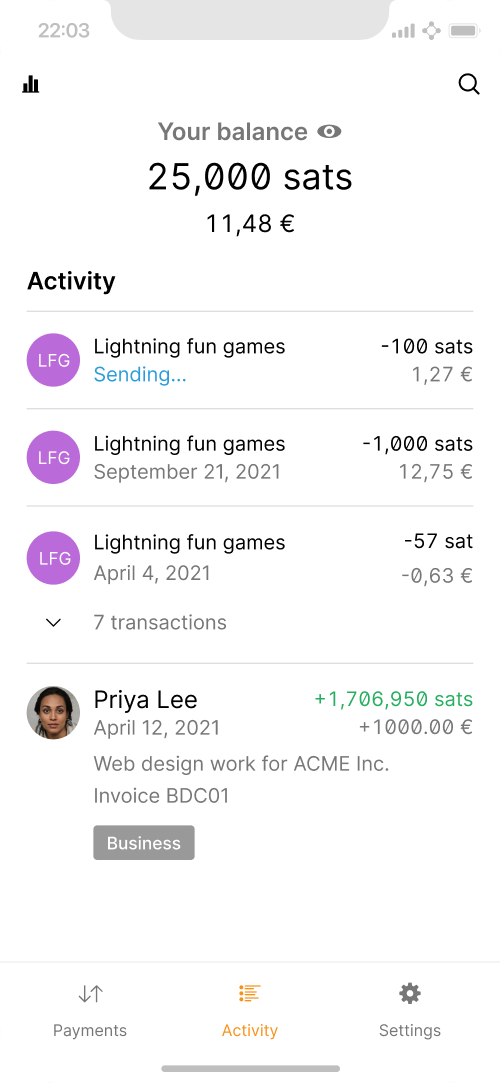 22:03
Your balance
25,000 sats
11,48 €
Activity
LFG
Lightning fun games
-100 sats
Sending...
1,27 €
LFG
Lightning fun games
-1,000 sats
September 21, 2021
12,75 €
LFG
Lightning fun games
-57 sat
April 4, 2021
-0,63 €
7 transactions
Priya Lee
+1,706,950 sats
April 12, 2021
+1000.00 €
Web design work for ACME Inc.
Invoice BDC01
Business
Payments
Activity
Settings